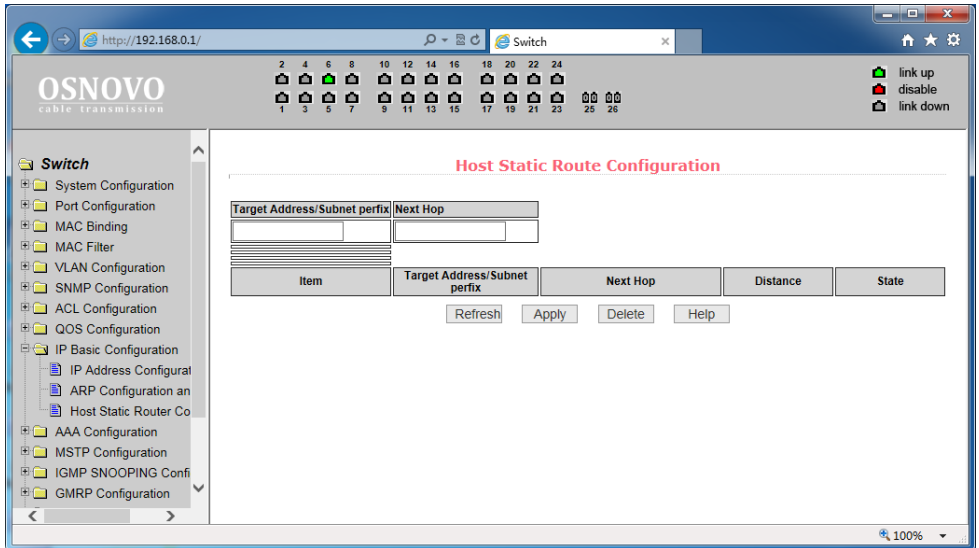 http://192.168.0.1/
Switch
2 4 6 8 10 12 14 16 18 20 22 24
1 3 5 7 9 11 13 15 17 19 21 23 25 26
link up
disable
link down
OSNOVO
cable transmission
Switch
System Configuration
Port Configuration
MAC Binding
MAC Filter
VLAN Configuration
SNMP Configuration
ACL Configuration
QOS Configuration
IP Basic Configuration
IP Address Configurat
ARP Configuration an
Host Static Router Co
AAA Configuration
MSTP Configuration
IGMP SNOOPING Confi
GMRP Configuration
Host Static Route Configuration
Target Address/Subnet perfix Next Hop
Item Target Address/Subnet perfix Next Hop Distance State
Refresh Apply Delete Help
100%